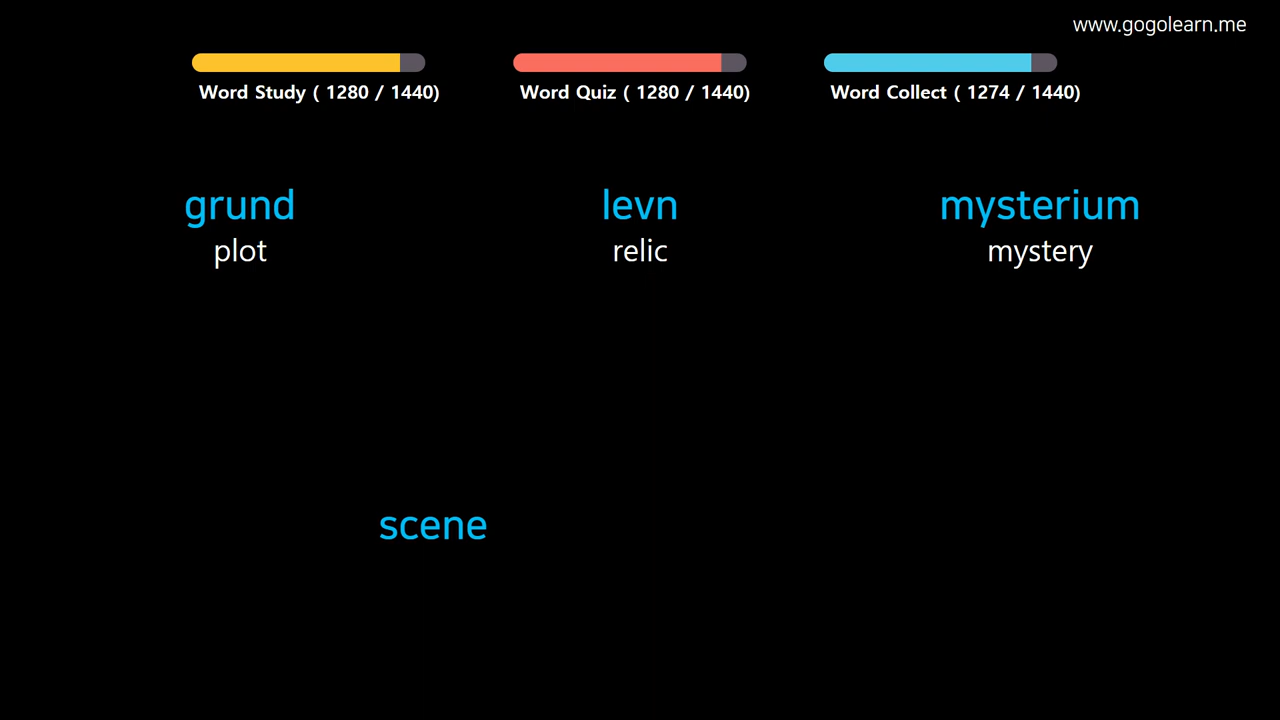 www.gogolearn.me
Word Study ( 1280 / 1440)
Word Quiz ( 1280 / 1440)
Word Collect ( 1274 / 1440)
grund
plot
levn
relic
mysterium
mystery
scene